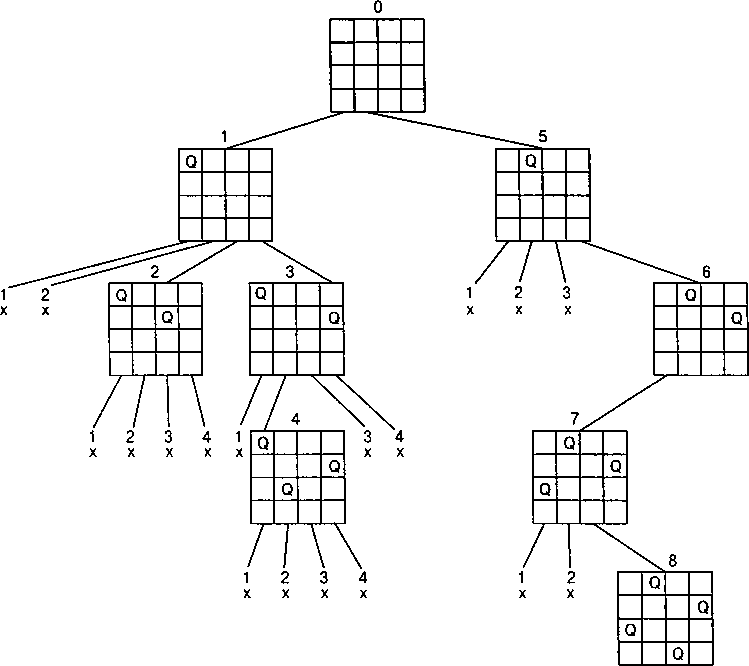 0
1 5
Q Q
2 3 6
1 2 1 2 3
x x x x x
Q Q Q
Q Q Q
7
1 2 3 4 1 4 3 4
x x x x x x x
Q Q
Q Q
Q Q
8
1 2 3 4 1 2
x x x x x x
Q
Q
Q
Q